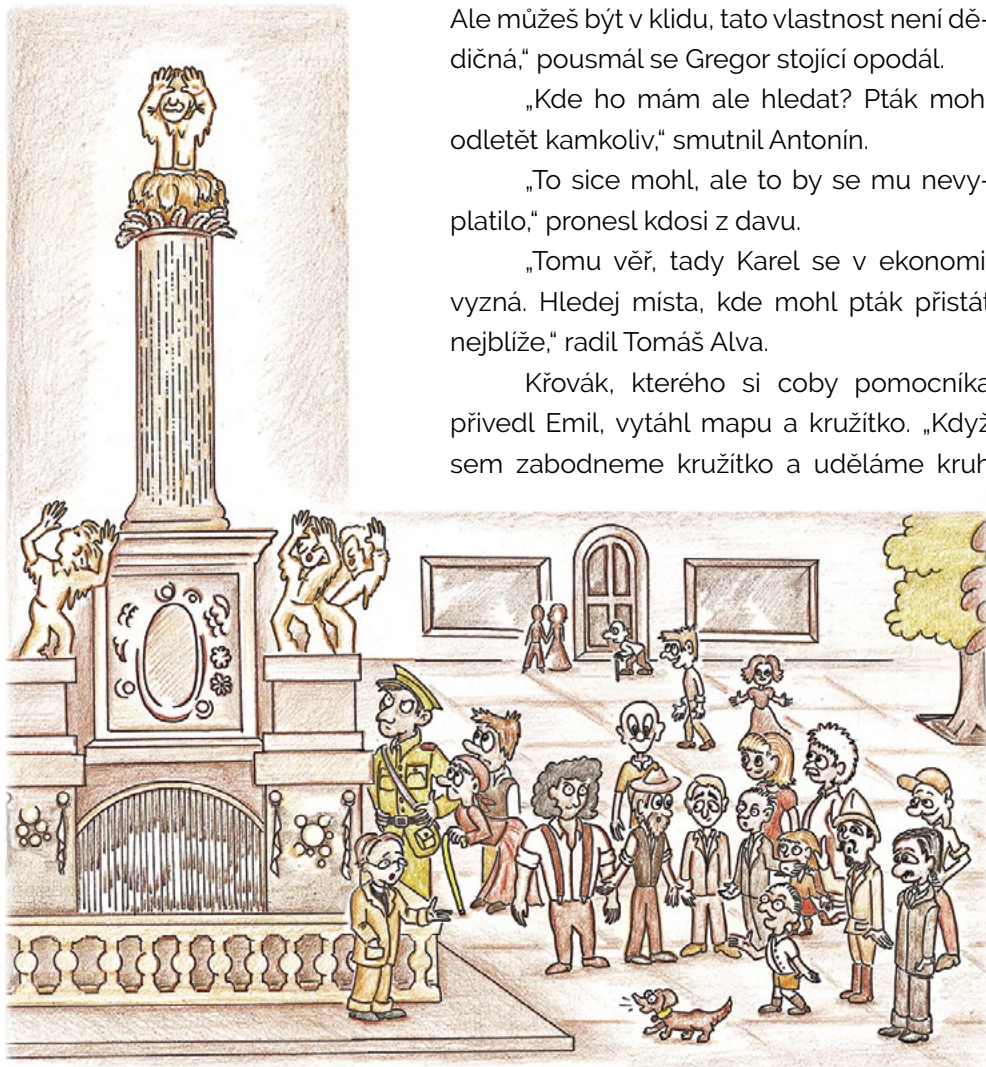 Ale můžeš být v klidu, tato vlastnost není dě-
dičná,“ pousmál se Gregor stojící opodál.
„Kde ho mám ale hledat? Pták moh
odletět kamkoliv,“ smutnil Antonín.
„To sice mohl, ale to by se mu nevy-
platilo,“ pronesl kdosi z davu.
„Tomu věř, tady Karel se v ekonomi
vyzná. Hledej místa, kde mohl pták přistát
nejblíže,“ radil Tomáš Alva.
Křovák, kterého si coby pomocníka
přivedl Emil, vytáhl mapu a kružítko. „Když
sem zabodneme kružítko a uděláme kruh